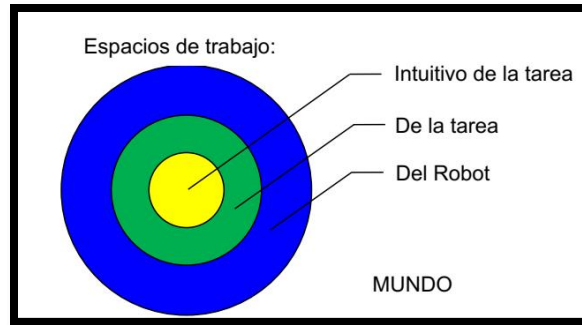 Espacios de trabajo:
Intuitivo de la tarea
De la tarea
Del Robot
MUNDO